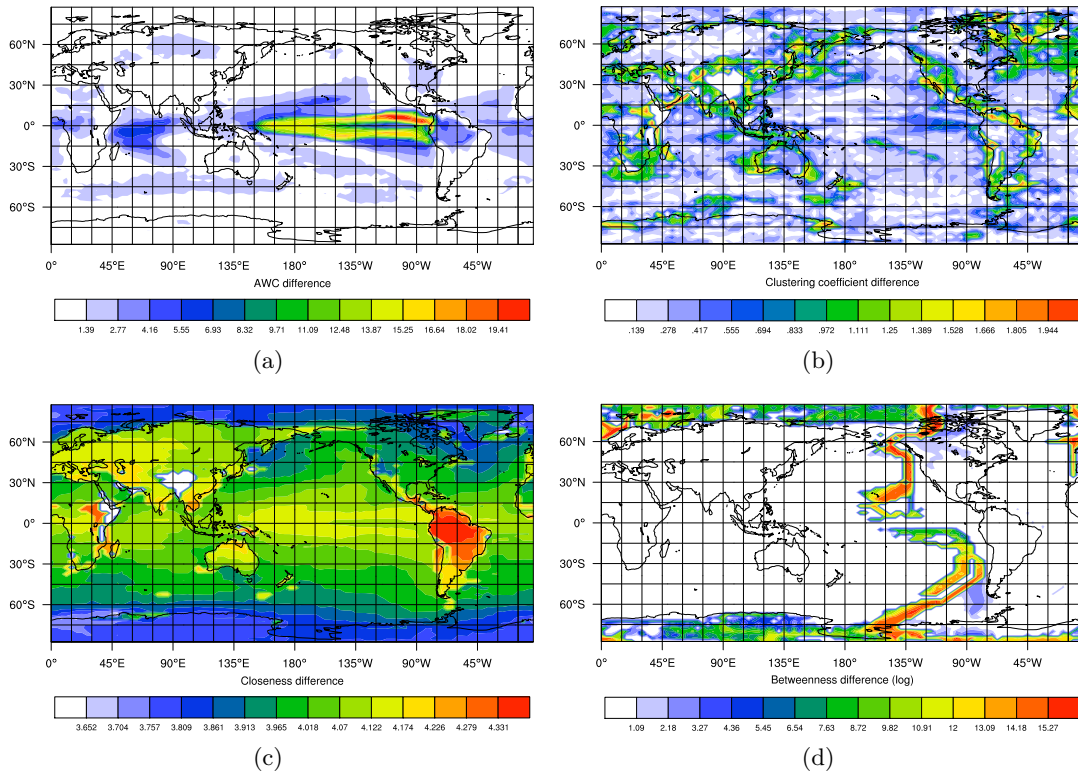 60°N
30°N
0°
30°S
60°S
0° 45°E 90°E 135°E 180° 135°W 90°W 45°W
AWC difference
1.39 2.77 4.16 5.55 6.93 8.32 9.71 11.09 12.48 13.87 15.25 16.64 18.02 19.41
(a)
60°N
30°N
0°
30°S
60°S
0° 45°E 90°E 135°E 180° 135°W 90°W 45°W
Clustering coefficient difference
.139 .278 .417 .555 .694 .833 .972 1.111 1.25 1.389 1.528 1.666 1.805 1.944
(b)
60°N
30°N
0°
30°S
60°S
0° 45°E 90°E 135°E 180° 135°W 90°W 45°W
Closeness difference
3.652 3.704 3.757 3.809 3.861 3.913 3.965 4.018 4.07 4.122 4.174 4.226 4.279 4.331
(c)
60°N
30°N
0°
30°S
60°S
0° 45°E 90°E 135°E 180° 135°W 90°W 45°W
Betweenness difference (log)
1.09 2.18 3.27 4.36 5.45 6.54 7.63 8.72 9.82 10.91 12 13.09 14.18 15.27
(d)